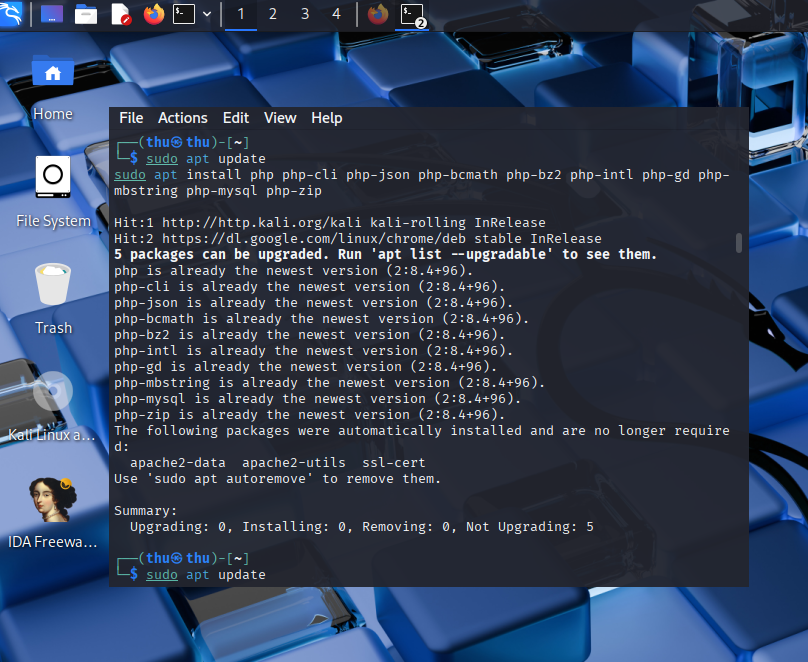 1 2 3 4 2
Home
File System
Trash
Kali Linux a...
IDA Freewa...
File Actions Edit View Help
┌──(thu㉿thu)-[~]
└─$ sudo apt update
sudo apt install php php-cli php-json php-bcmath php-bz2 php-intl php-gd php-
mbstring php-mysql php-zip
Hit:1 http://http.kali.org/kali kali-rolling InRelease
Hit:2 https://dl.google.com/linux/chrome/deb stable InRelease
5 packages can be upgraded. Run 'apt list --upgradable' to see them.
php is already the newest version (2:8.4+96).
php-cli is already the newest version (2:8.4+96).
php-json is already the newest version (2:8.4+96).
php-bcmath is already the newest version (2:8.4+96).
php-bz2 is already the newest version (2:8.4+96).
php-intl is already the newest version (2:8.4+96).
php-gd is already the newest version (2:8.4+96).
php-mbstring is already the newest version (2:8.4+96).
php-mysql is already the newest version (2:8.4+96).
php-zip is already the newest version (2:8.4+96).
The following packages were automatically installed and are no longer require
d:
apache2-data apache2-utils ssl-cert
Use 'sudo apt autoremove' to remove them.
Summary:
Upgrading: 0, Installing: 0, Removing: 0, Not Upgrading: 5
┌──(thu㉿thu)-[~]
└─$ sudo apt update